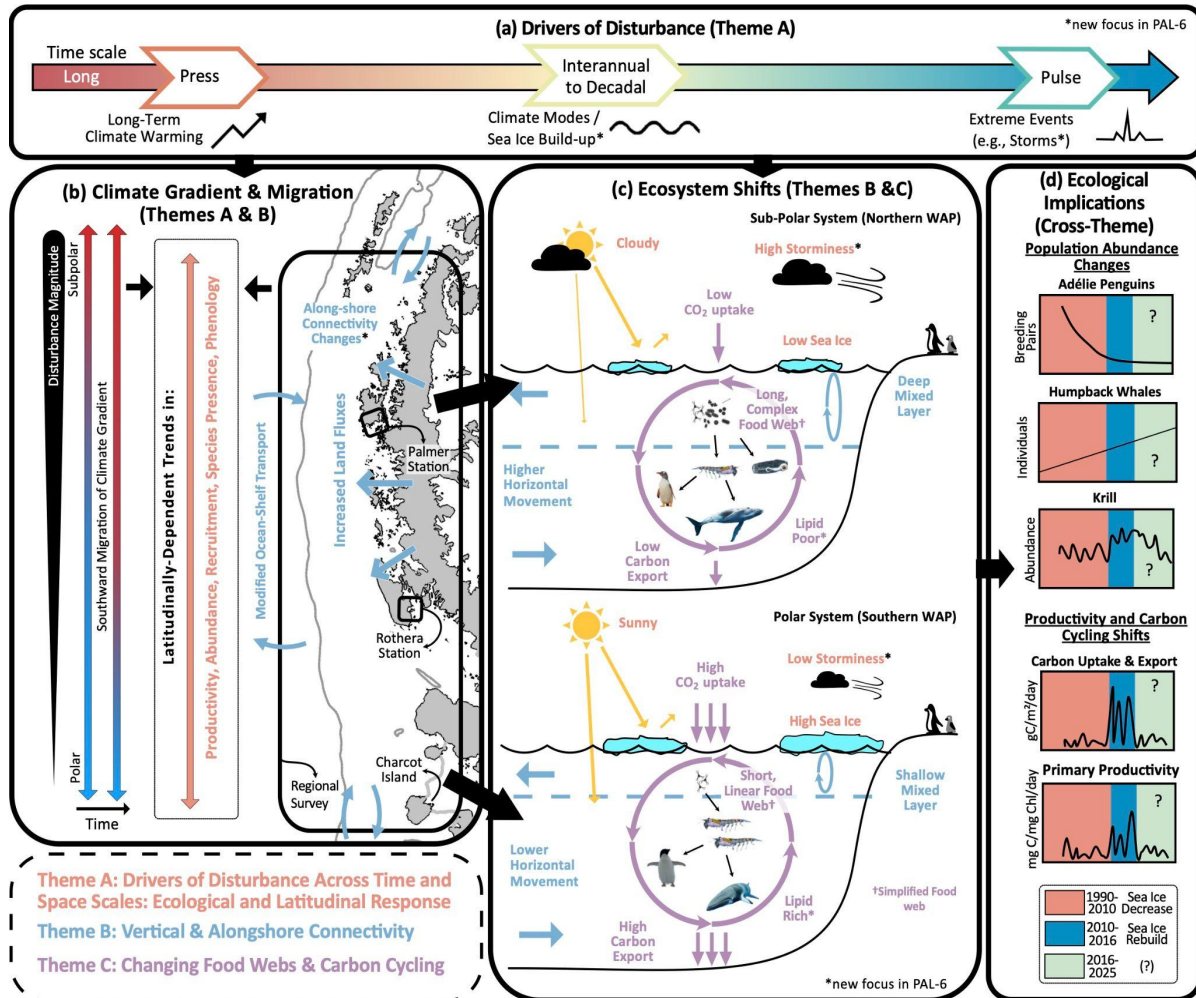 (a) Drivers of Disturbance (Theme A)
*new focus in PAL-6
Time scale
Long
Press
Interannual
to Decadal
Pulse
Long-Term
Climate Warming
Climate Modes /
Sea Ice Build-up*
Extreme Events
(e.g., Storms*)
(b) Climate Gradient & Migration
(Themes A & B)
Disturbance Magnitude
Subpolar
Polar
Southward Migration of Climate Gradient
Time
Latitudinally-Dependent Trends in:
Productivity, Abundance, Recruitment, Species Presence, Phenology
Modified Ocean-Shelf Transport
Along-shore
Connectivity
Changes*
Increased Land Fluxes
Palmer
Station
Rothera
Station
Charcot
Island
Regional
Survey
(c) Ecosystem Shifts (Themes B &C)
Sub-Polar System (Northern WAP)
Cloudy
High Storminess*
Low
CO₂ uptake
Low Sea Ice
Long,
Complex
Food Web†
Deep
Mixed
Layer
Higher
Horizontal
Movement
Lipid
Poor*
Low
Carbon
Export
Polar System (Southern WAP)
Sunny
Low Storminess*
High
CO₂ uptake
High Sea Ice
Short,
Linear Food
Web†
Shallow
Mixed
Layer
Lower
Horizontal
Movement
Lipid
Rich*
†Simplified Food
web
High
Carbon
Export
*new focus in PAL-6
(d) Ecological
Implications
(Cross-Theme)
Population Abundance
Changes
Adélie Penguins
Breeding
Pairs
?
Humpback Whales
Individuals
?
Krill
Abundance
?
Productivity and Carbon
Cycling Shifts
Carbon Uptake & Export
gC/m²/day
?
Primary Productivity
mg C/mg Chl/day
?
1990-
2010
Sea Ice
Decrease
2010-
2016
Sea Ice
Rebuild
2016-
2025
(?)
Theme A: Drivers of Disturbance Across Time and
Space Scales: Ecological and Latitudinal Response
Theme B: Vertical & Alongshore Connectivity
Theme C: Changing Food Webs & Carbon Cycling